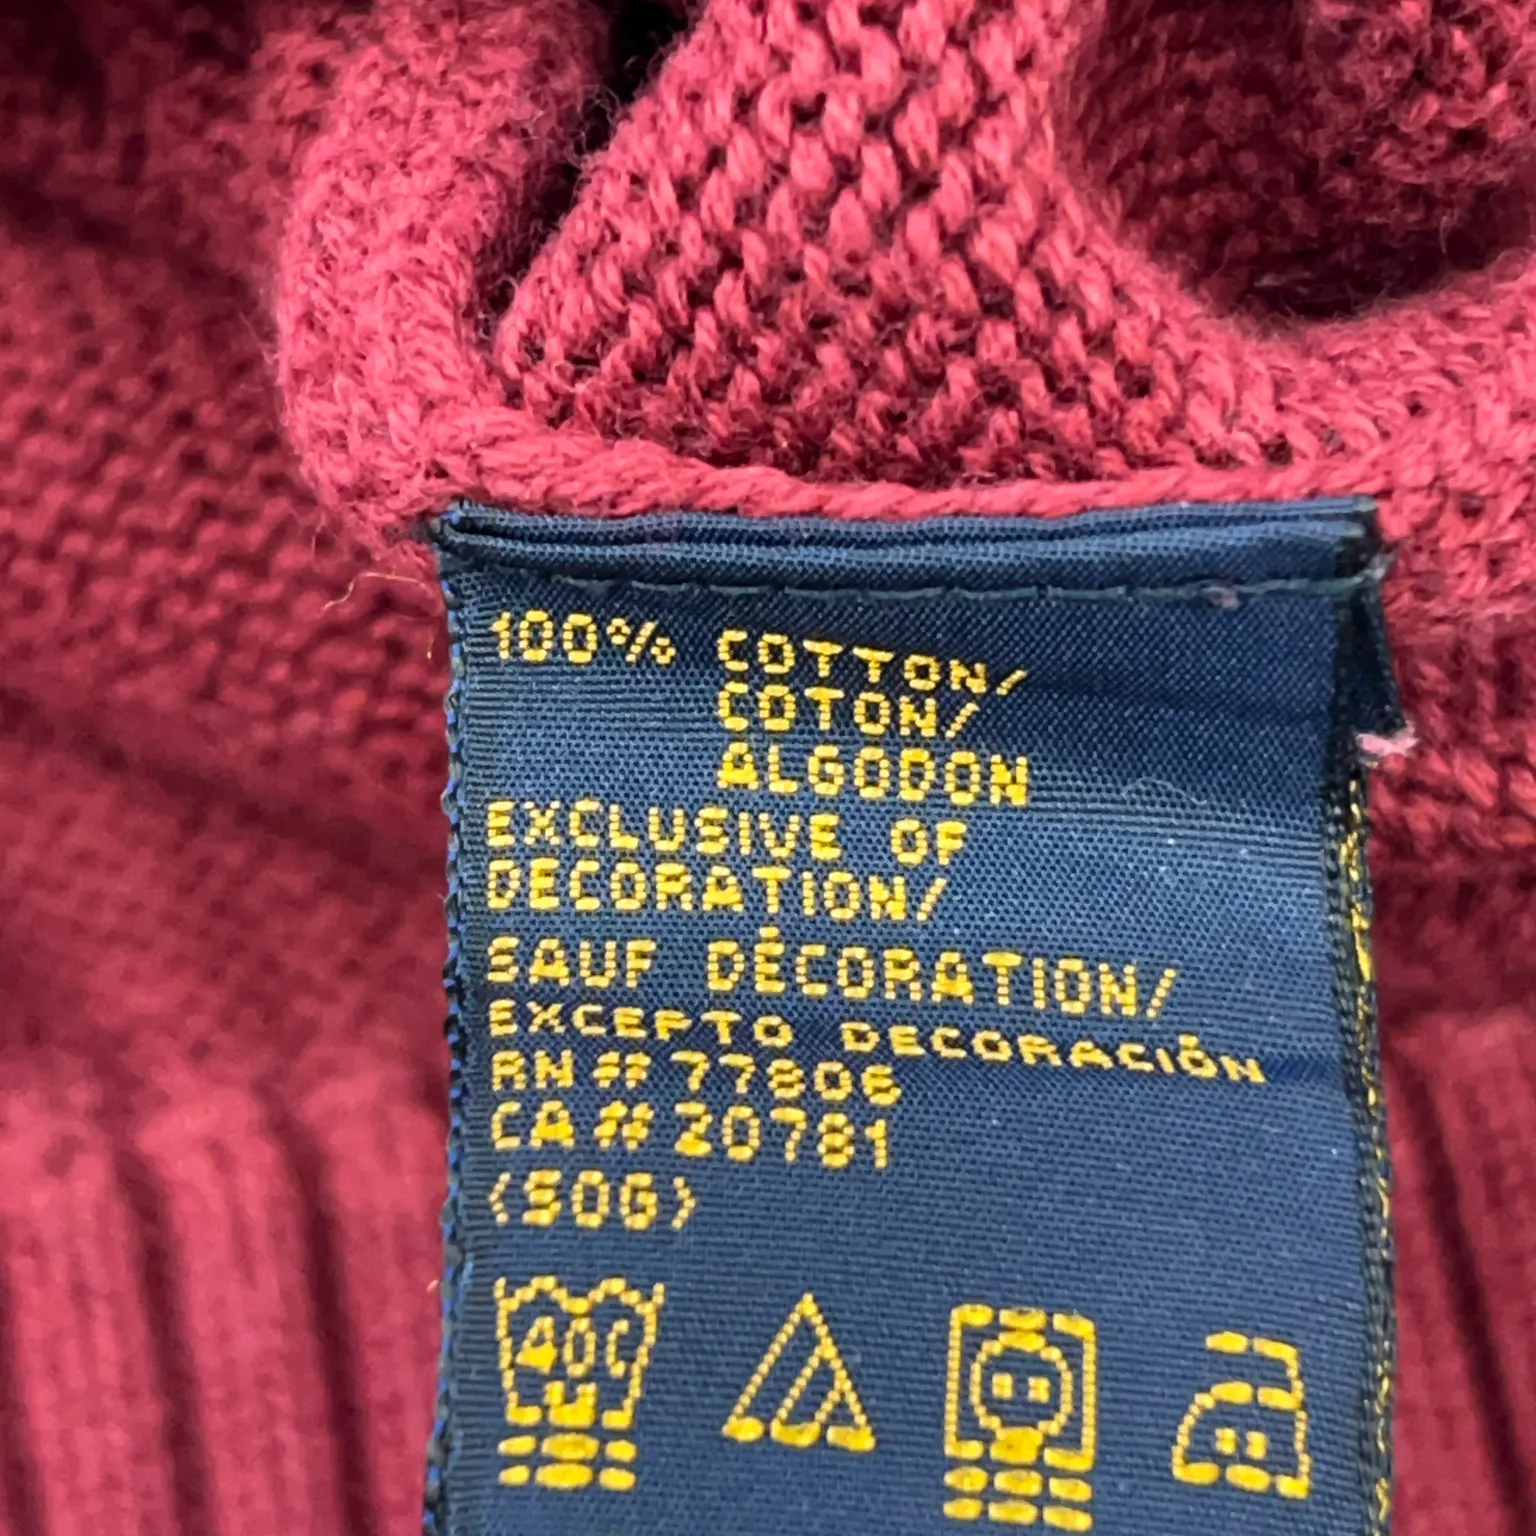 100% COTTON/
COTON/
ALGODON
EXCLUSIVE OF
DECORATION/
SAUF DÉCORATION/
EXCEPTO DECORACIÓN
RN # 77806
CA # 20781
(50G)
40C